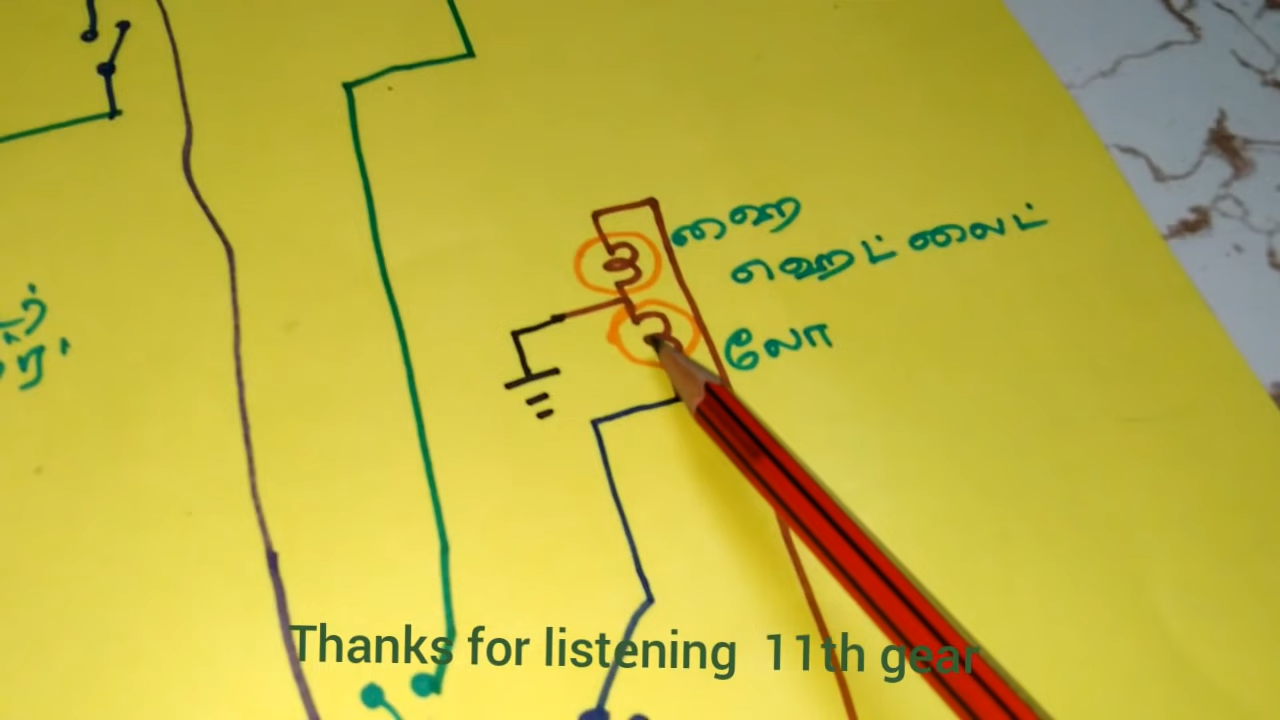 ஹை
ஹெட் லைட்
லோ
Thanks for listening 11th gear